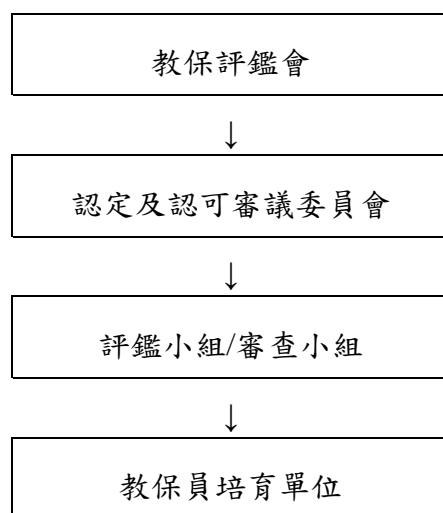 教保評鑑會
↓
認定及認可審議委員會
↓
評鑑小組/審查小組
↓
教保員培育單位